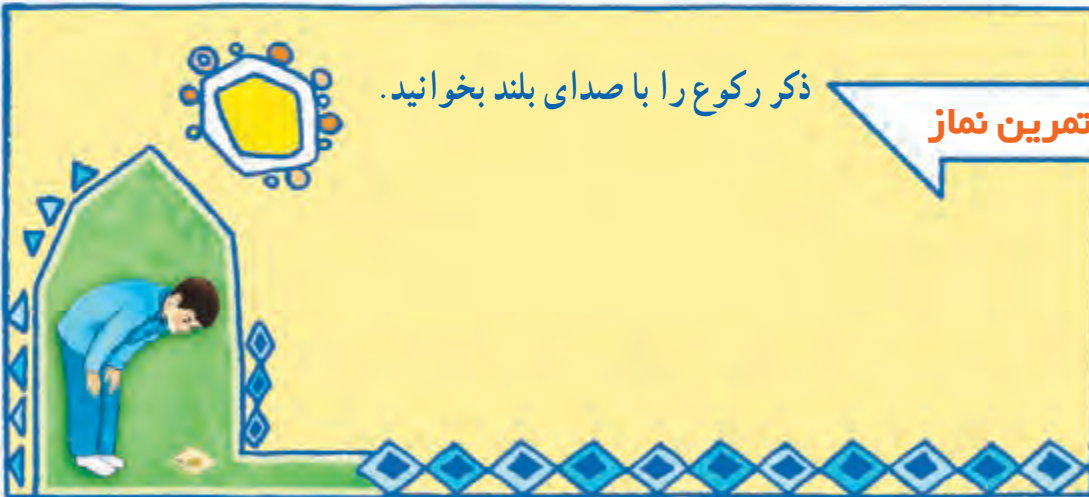 تمرین نماز
ذکر رکوع را با صدای بلند بخوانید.